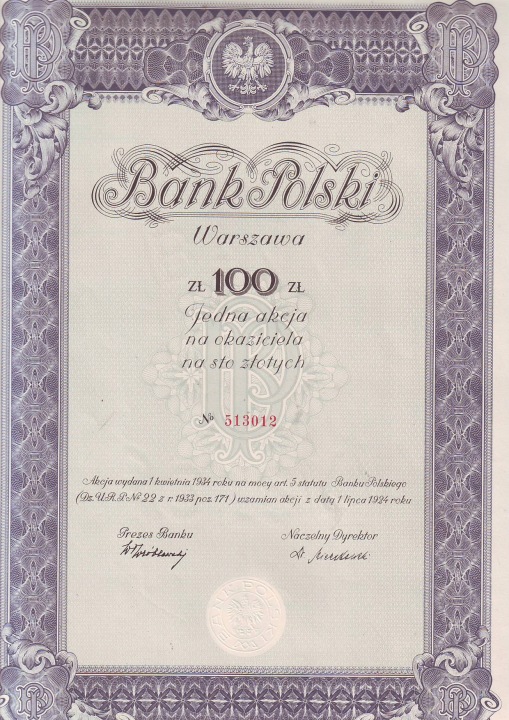 Bank Polski
Warszawa
ZŁ 100 ZŁ
Jedna akcja
na okaziciela
na sto złotych
№ 513012
Akcja wydana 1 kwietnia 1934 roku na mocy art. 5 statutu Banku Polskiego
(Dz. U. R. P. № 22 z r. 1933 poz. 171) wzamian akcji z datą 1 lipca 1924 roku
Prezes Banku Naczelny Dyrektor